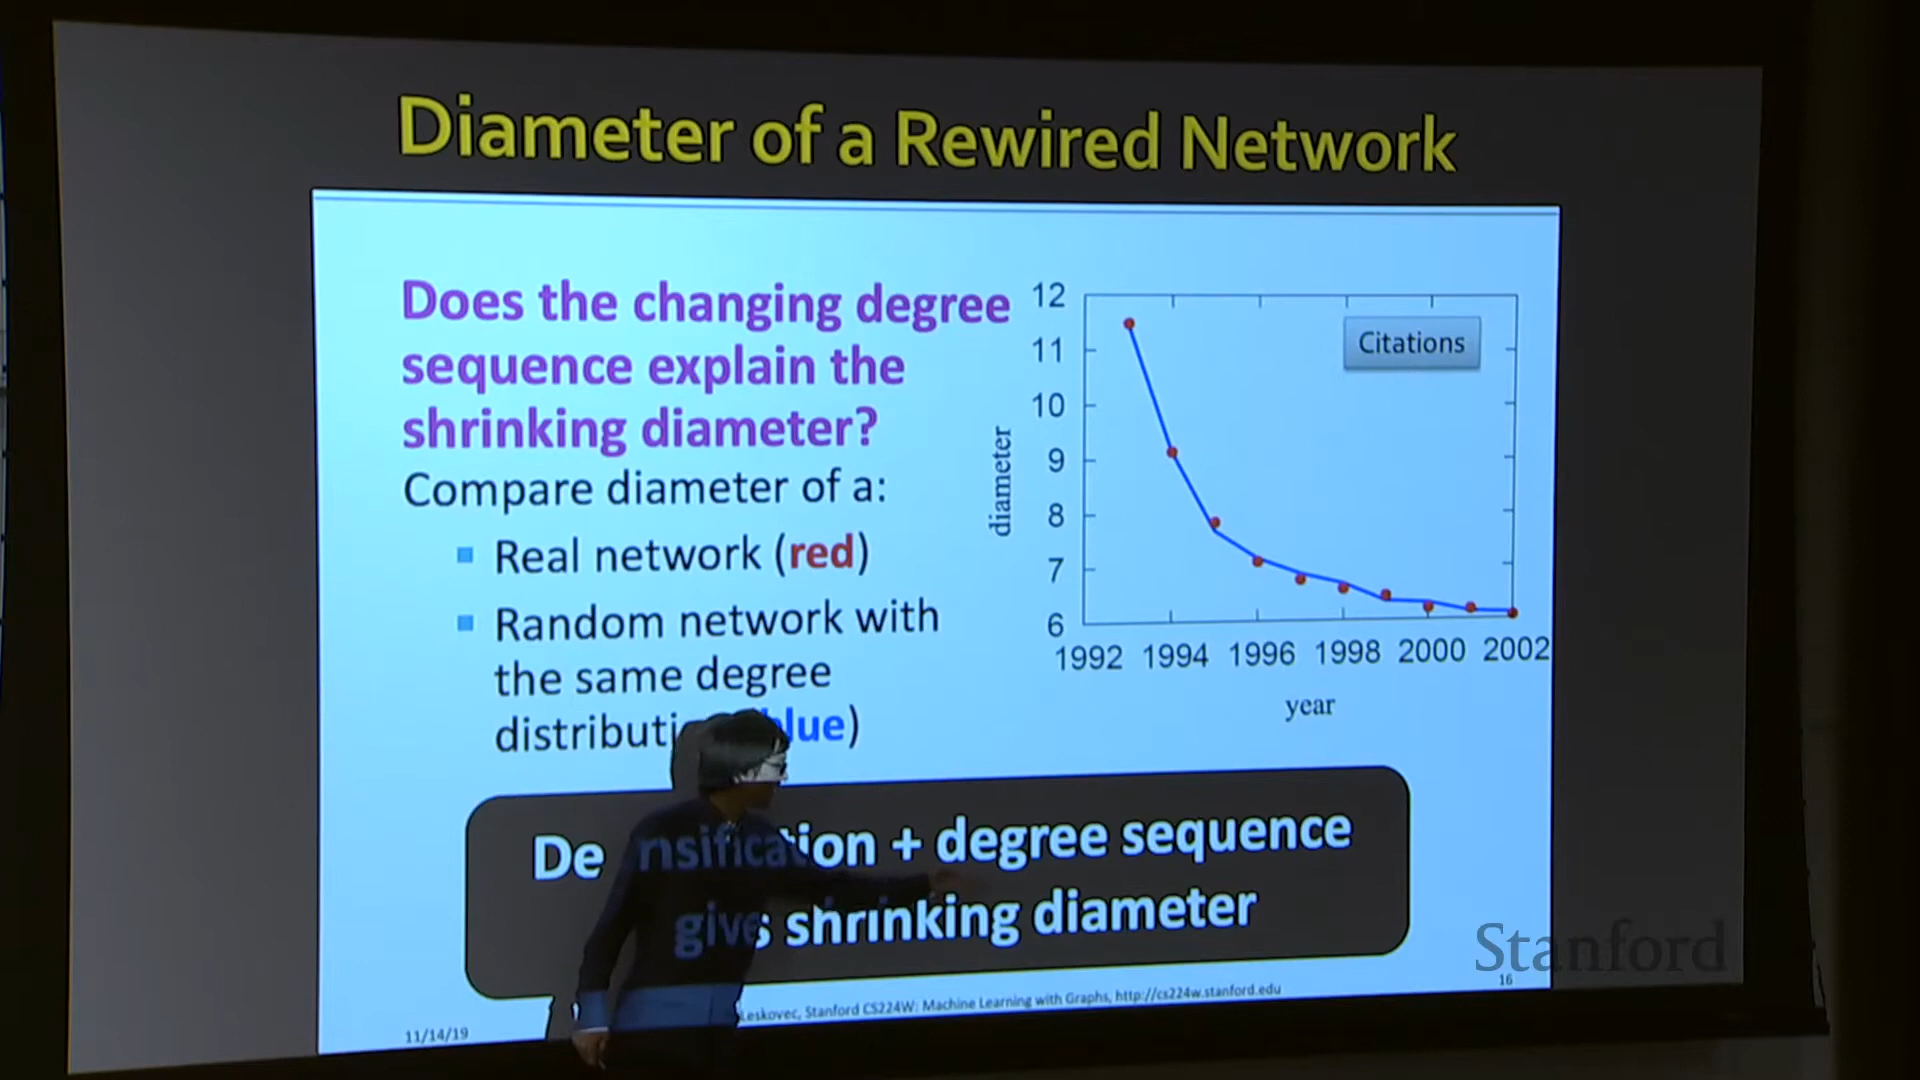 Diameter of a Rewired Network
Does the changing degree
sequence explain the
shrinking diameter?
Compare diameter of a:
Real network (red)
Random network with
the same degree
distributi lue)
12
11
10
9
8
7
6
diameter
Citations
1992 1994 1996 1998 2000 2002
year
Densification + degree sequence
gives shrinking diameter
Stanford
16
Leskovec, Stanford CS224W: Machine Learning with Graphs, http://cs224w.stanford.edu
11/14/19